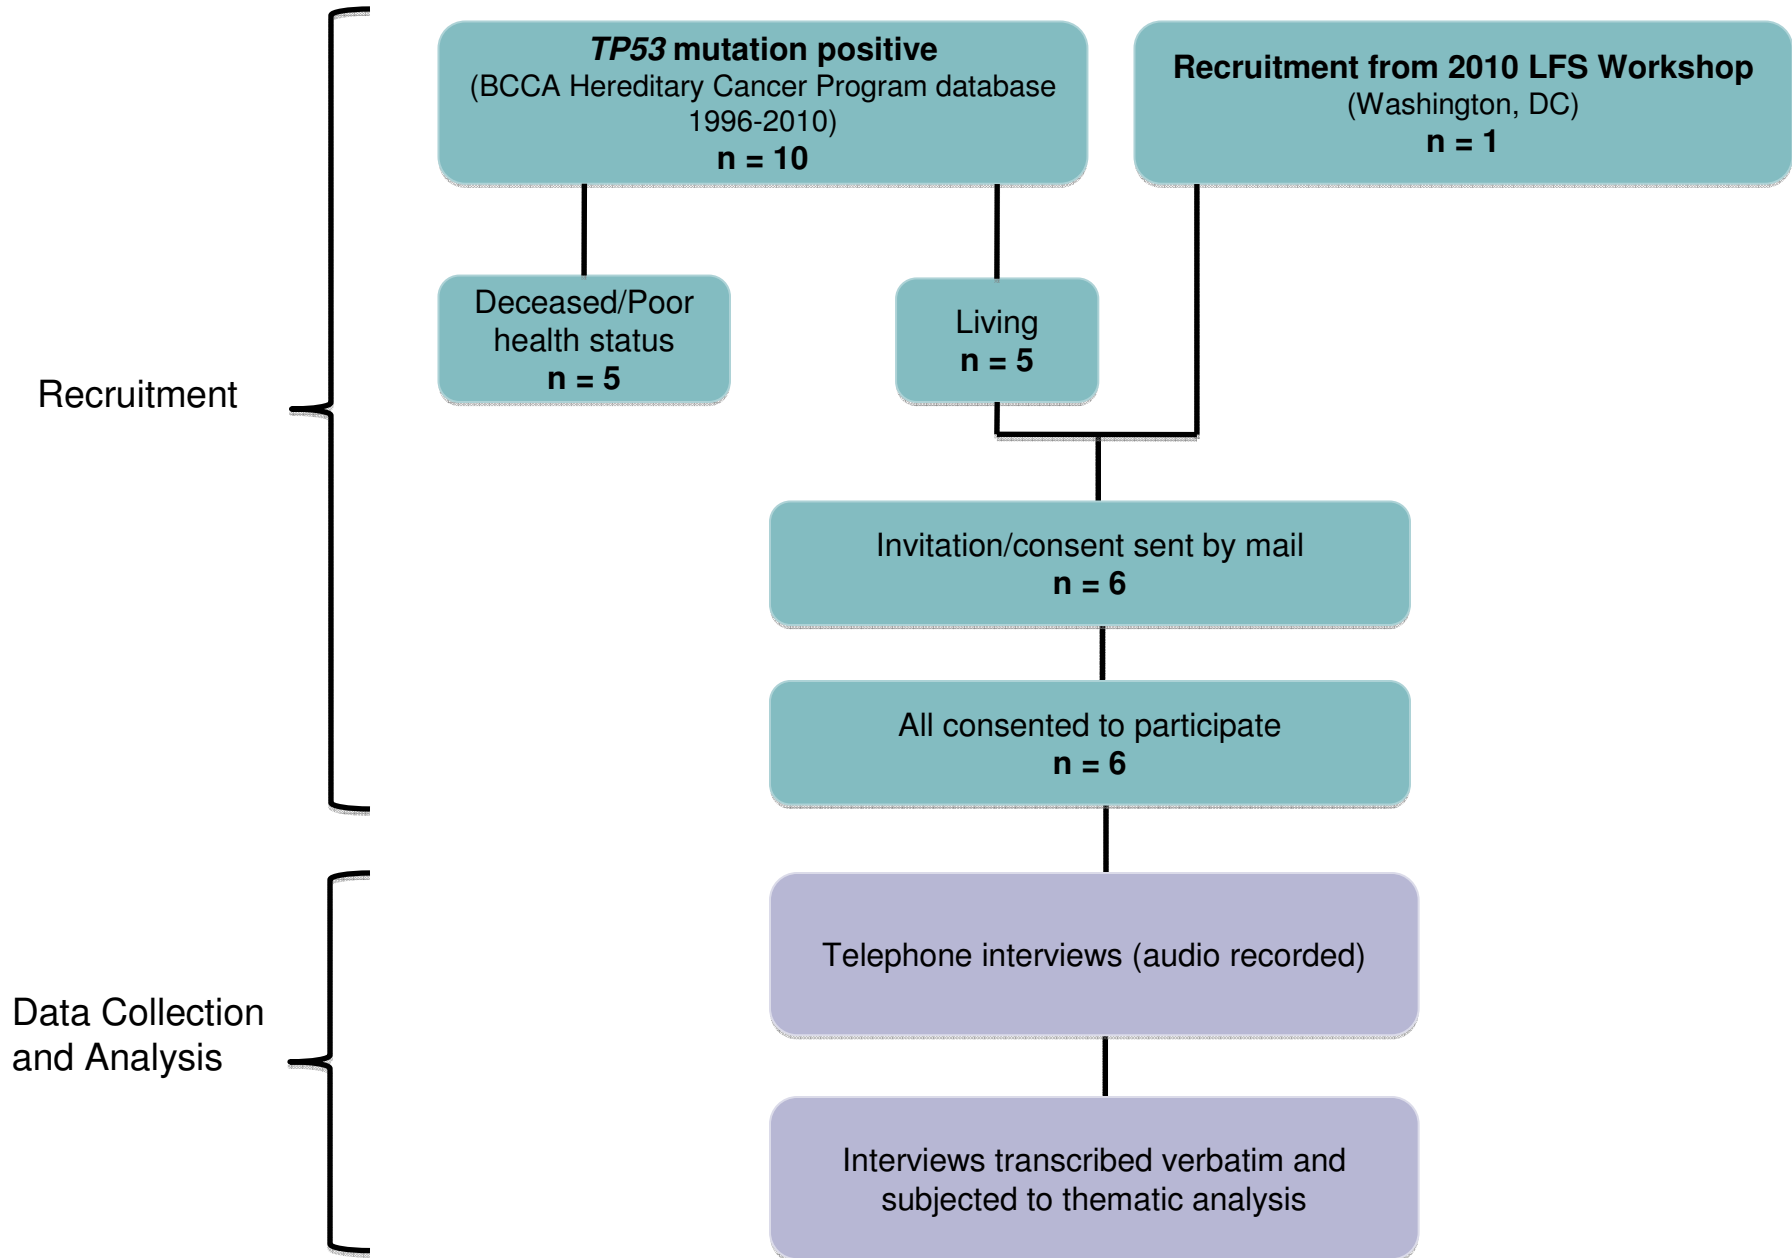 TP53 mutation positive
(BCCA Hereditary Cancer Program database
1996-2010)
n = 10
Recruitment from 2010 LFS Workshop
(Washington, DC)
n = 1
Deceased/Poor
health status
n = 5
Living
n = 5
Recruitment
Invitation/consent sent by mail
n = 6
All consented to participate
n = 6
Telephone interviews (audio recorded)
Data Collection
and Analysis
Interviews transcribed verbatim and
subjected to thematic analysis